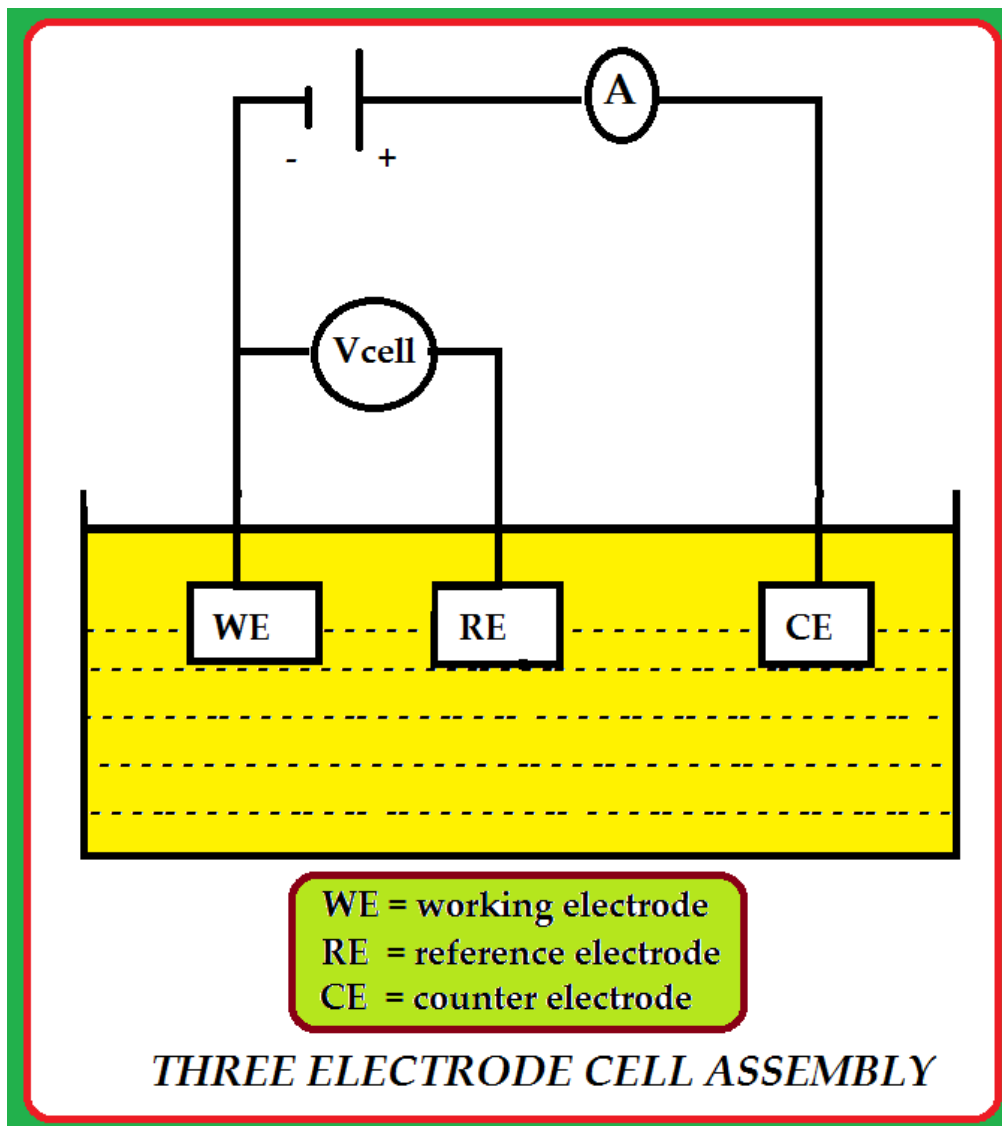 A
- +
Vcell
WE RE CE
WE = working electrode
RE = reference electrode
CE = counter electrode
THREE ELECTRODE CELL ASSEMBLY